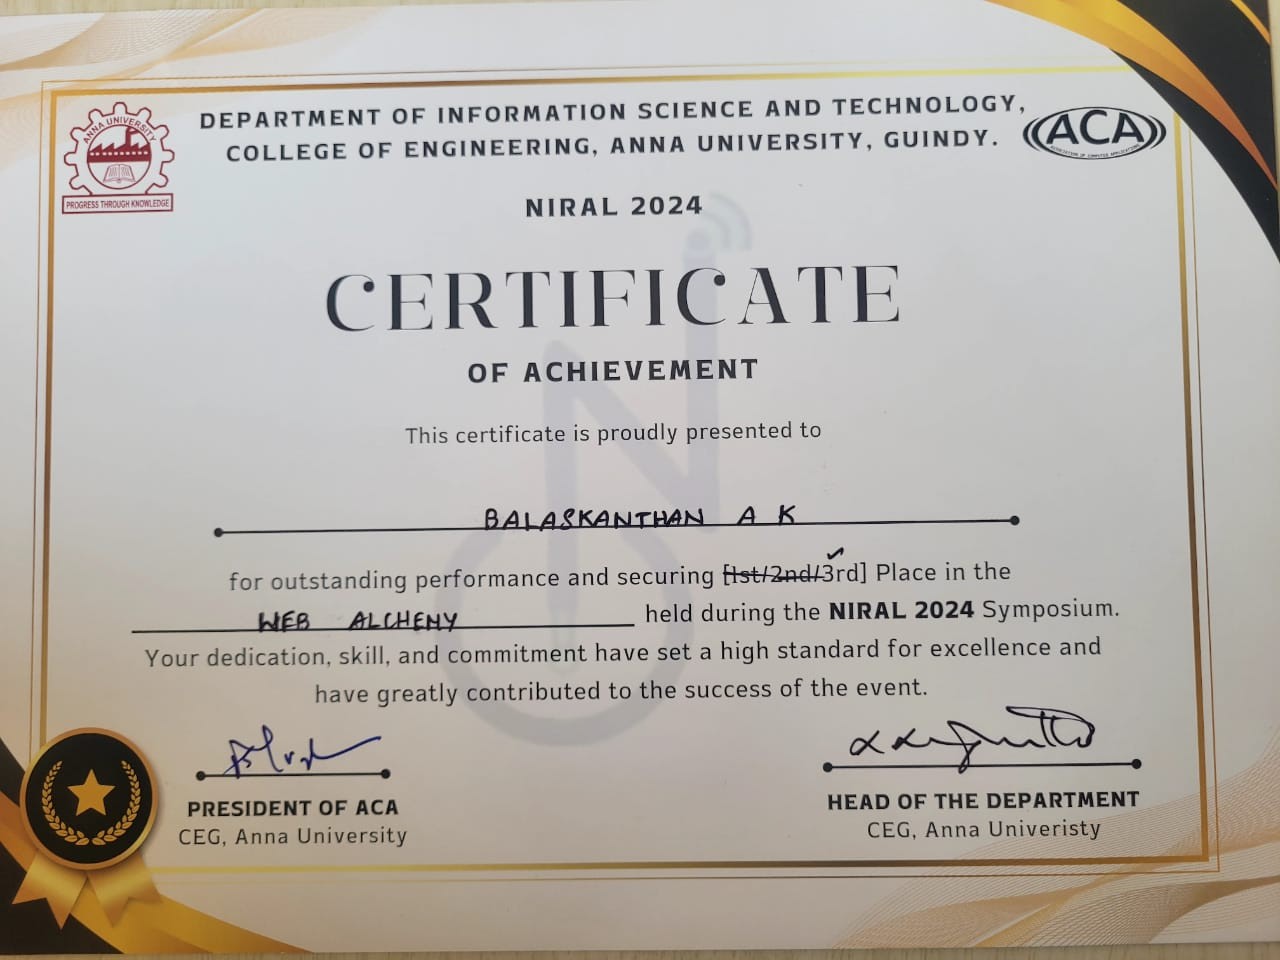 DEPARTMENT OF INFORMATION SCIENCE AND TECHNOLOGY,
COLLEGE OF ENGINEERING, ANNA UNIVERSITY, GUINDY.
ANNA UNIVERSITY
PROGRESS THROUGH KNOWLEDGE
ACA
ASSOCIATION OF COMPUTER APPLICATIONS
NIRAL 2024
CERTIFICATE
OF ACHIEVEMENT
This certificate is proudly presented to
BALASKANTHAN A K
for outstanding performance and securing [1st/2nd/3rd] Place in the
WEB ALCHEMY held during the NIRAL 2024 Symposium.
Your dedication, skill, and commitment have set a high standard for excellence and
have greatly contributed to the success of the event.
PRESIDENT OF ACA
CEG, Anna University
HEAD OF THE DEPARTMENT
CEG, Anna Univeristy